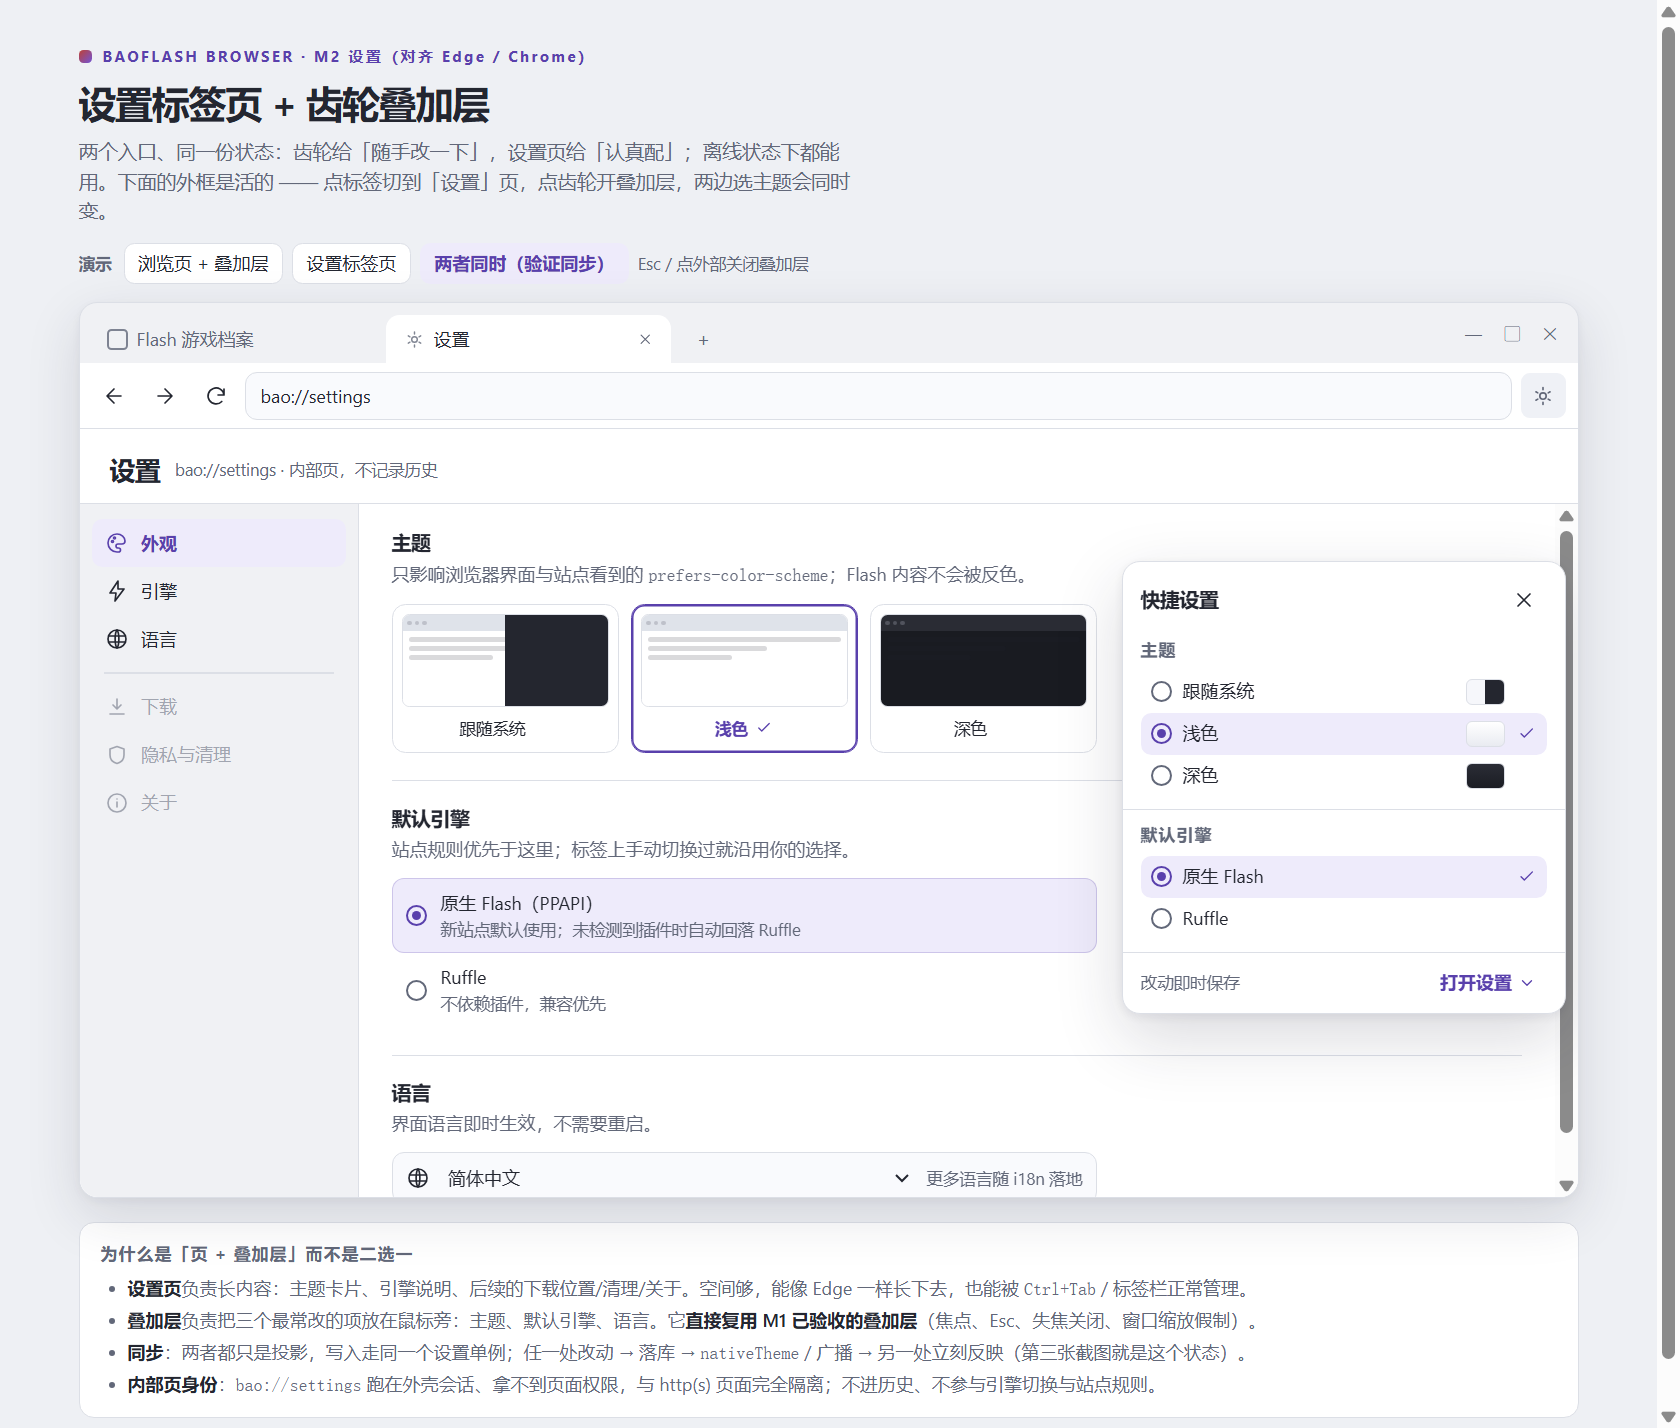 BAOFLASH BROWSER · M2 设置 (对齐 Edge / Chrome)
设置标签页 + 齿轮叠加层
两个入口、同一份状态：齿轮给「随手改一下」，设置页给「认真配」；离线状态下都能
用。下面的外框是活的 —— 点标签切到「设置」页，点齿轮开叠加层，两边选主题会同时
变。
演示 浏览页 + 叠加层 设置标签页 两者同时（验证同步） Esc / 点外部关闭叠加层
Flash 游戏档案 设置 × +
bao://settings
设置 bao://settings · 内部页，不记录历史
外观
引擎
语言
下载
隐私与清理
关于
主题
只影响浏览器界面与站点看到的 prefers-color-scheme；Flash 内容不会被反色。
跟随系统 浅色 深色
默认引擎
站点规则优先于这里；标签上手动切换过就沿用你的选择。
原生 Flash（PPAPI）
新站点默认使用；未检测到插件时自动回落 Ruffle
Ruffle
不依赖插件，兼容优先
语言
界面语言即时生效，不需要重启。
简体中文 更多语言随 i18n 落地
快捷设置
主题
跟随系统
浅色
深色
默认引擎
原生 Flash
Ruffle
改动即时保存 打开设置
为什么是「页 + 叠加层」而不是二选一
• 设置页负责长内容：主题卡片、引擎说明、后续的下载位置/清理/关于。空间够，能像 Edge 一样长下去，也能被 Ctrl+Tab / 标签栏正常管理。
• 叠加层负责把三个最常改的项放在鼠标旁：主题、默认引擎、语言。它直接复用 M1 已验收的叠加层（焦点、Esc、失焦关闭、窗口缩放假制）。
• 同步：两者都只是投影，写入走同一个设置单例；任一处改动 → 落库 → nativeTheme / 广播 → 另一处立刻反映（第三张截图就是这个状态）。
• 内部页身份：bao://settings 跑在外壳会话、拿不到页面权限，与 http(s) 页面完全隔离；不进历史、不参与引擎切换与站点规则。